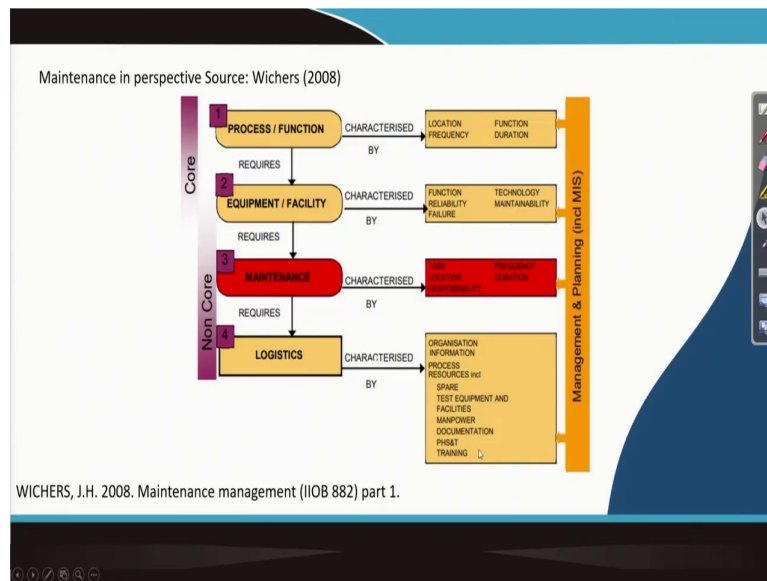 Maintenance in perspective Source: Wichers (2008)
Core
Non Core
1
PROCESS / FUNCTION
CHARACTERISED
BY
LOCATION FUNCTION
FREQUENCY DURATION
REQUIRES
2
EQUIPMENT / FACILITY
CHARACTERISED
BY
FUNCTION TECHNOLOGY
RELIABILITY MAINTAINABILITY
FAILURE
REQUIRES
3
MAINTENANCE
CHARACTERISED
BY
TASK FREQUENCY
LOCATION DURATION
RESPONSIBILITY
REQUIRES
4
LOGISTICS
CHARACTERISED
BY
ORGANISATION
INFORMATION
PROCESS
RESOURCES incl
SPARE
TEST EQUIPMENT AND
FACILITIES
MANPOWER
DOCUMENTATION
PHS&T
TRAINING
Management & Planning (incl MIS)
WICHERS, J.H. 2008. Maintenance management (IIOB 882) part 1.